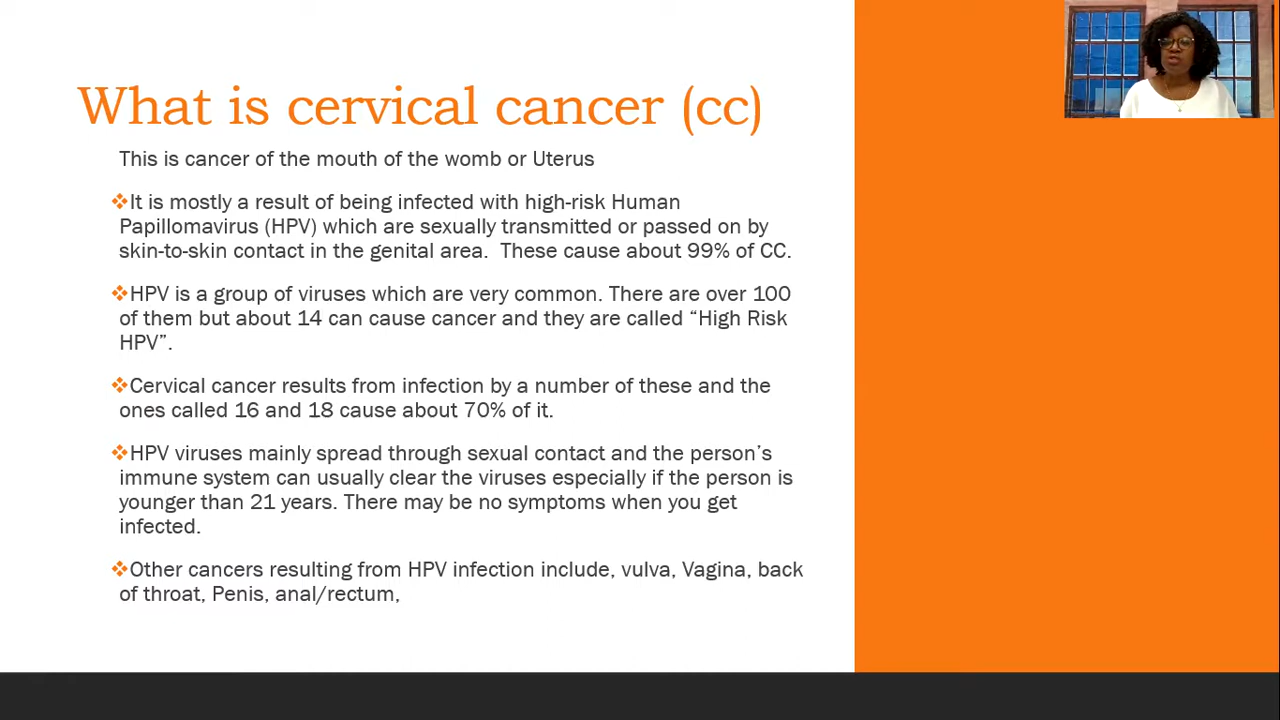 What is cervical cancer (cc)
This is cancer of the mouth of the womb or Uterus
It is mostly a result of being infected with high-risk Human
Papillomavirus (HPV) which are sexually transmitted or passed on by
skin-to-skin contact in the genital area.  These cause about 99% of CC.
HPV is a group of viruses which are very common. There are over 100
of them but about 14 can cause cancer and they are called “High Risk
HPV”.
Cervical cancer results from infection by a number of these and the
ones called 16 and 18 cause about 70% of it.
HPV viruses mainly spread through sexual contact and the person’s
immune system can usually clear the viruses especially if the person is
younger than 21 years. There may be no symptoms when you get
infected.
Other cancers resulting from HPV infection include, vulva, Vagina, back
of throat, Penis, anal/rectum,